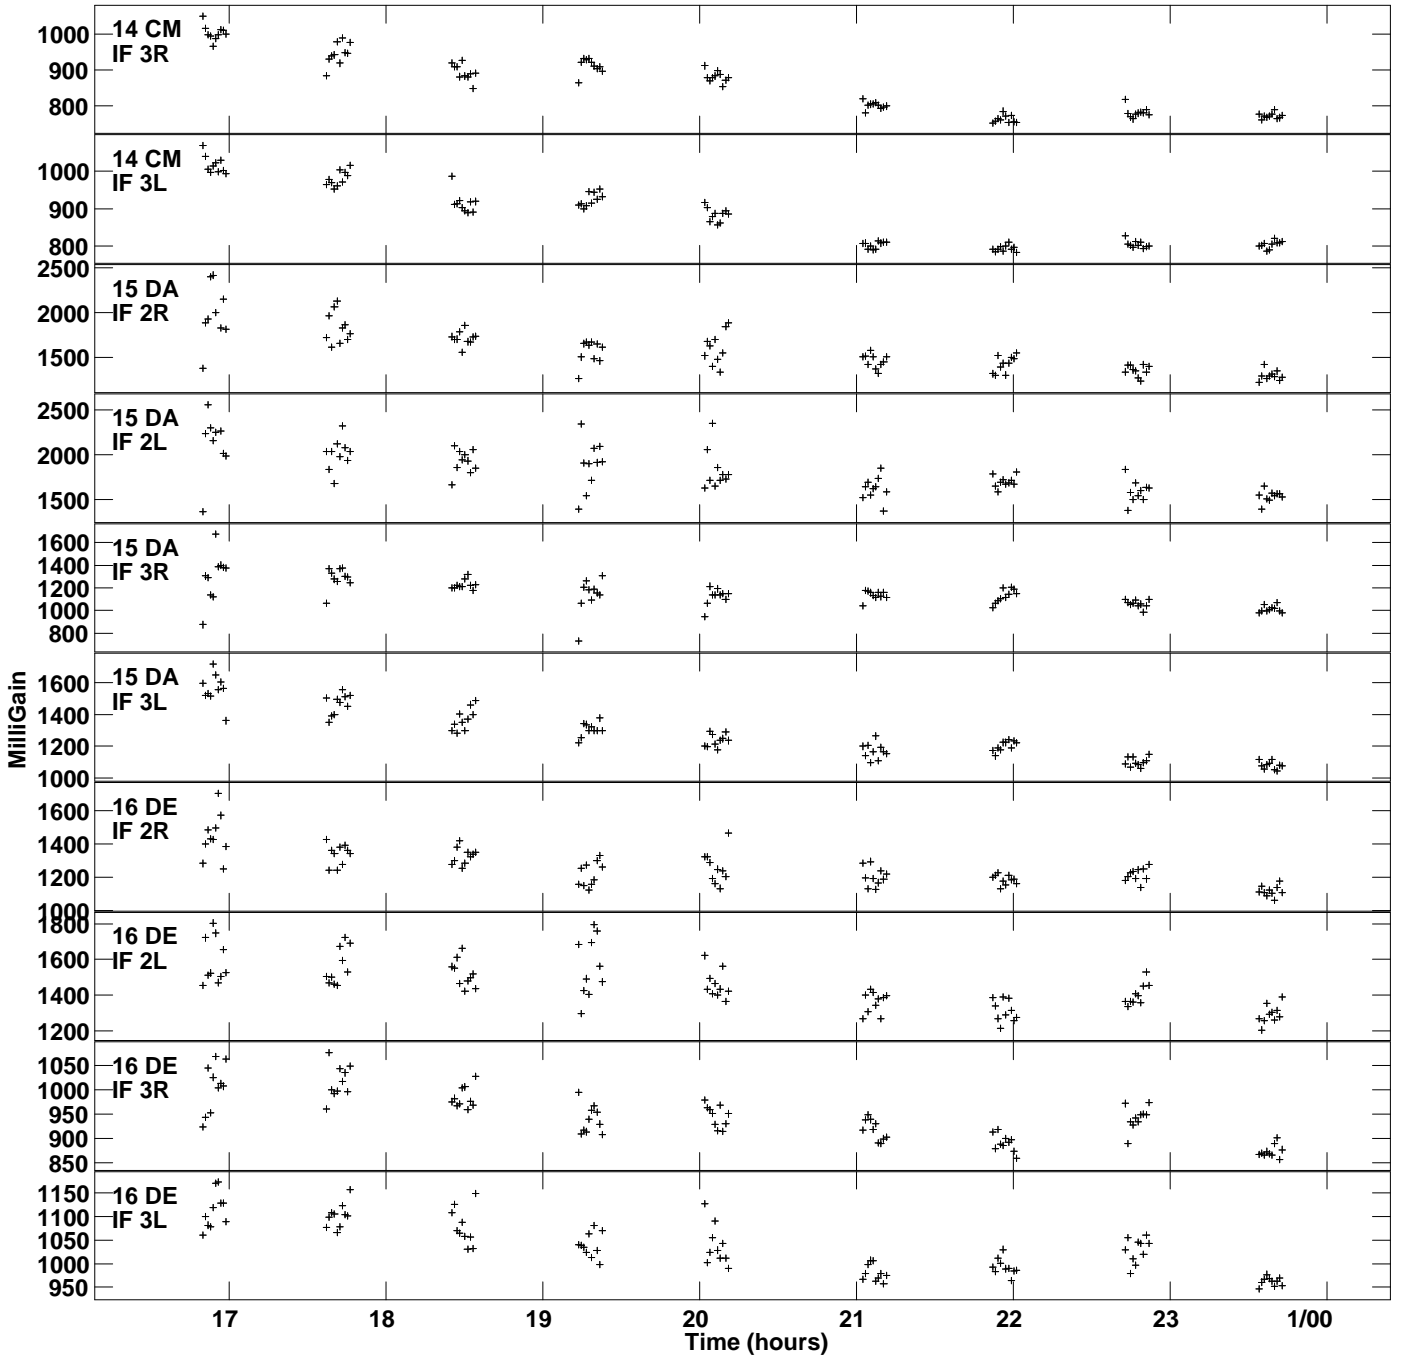 14 CM
IF 3R
1000
900
800
14 CM
IF 3L
1000
900
800
15 DA
IF 2R
2500
2000
1500
15 DA
IF 2L
2500
2000
1500
15 DA
IF 3R
1600
1400
1200
1000
800
15 DA
IF 3L
1600
1400
1200
1000
16 DE
IF 2R
1600
1400
1200
1000
16 DE
IF 2L
1800
1600
1400
1200
16 DE
IF 3R
1050
1000
950
900
850
16 DE
IF 3L
1150
1100
1050
1000
950
MilliGain
17 18 19 20 21 22 23 1/00
Time (hours)